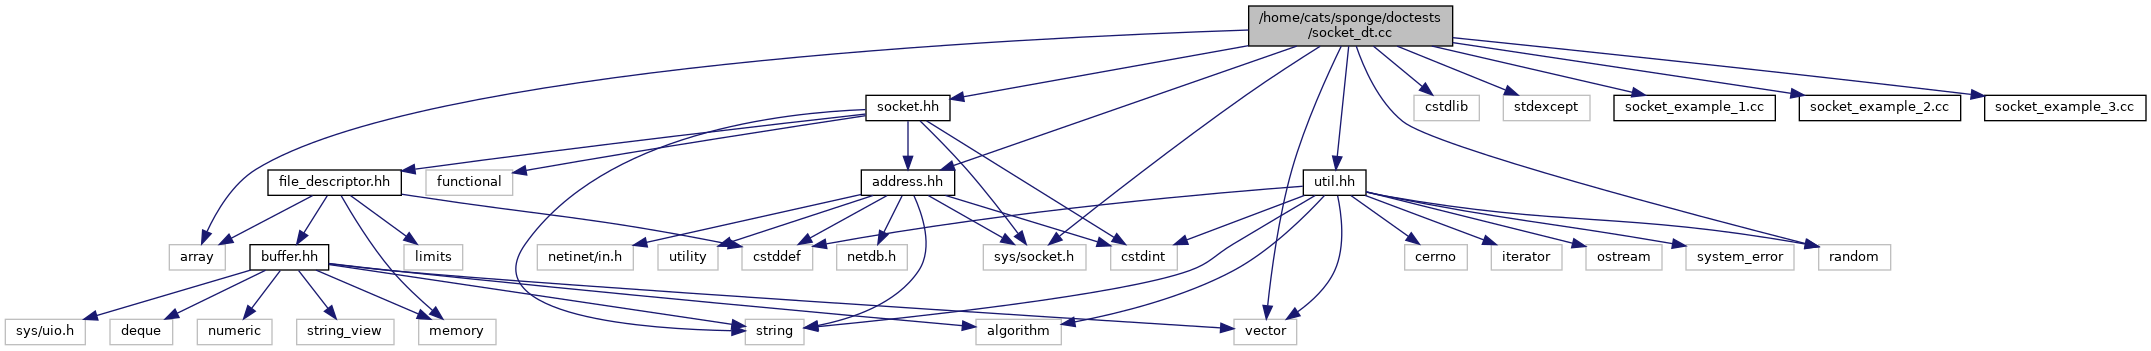 /home/cats/sponge/doctests
/socket_dt.cc
socket.hh
cstdlib
stdexcept
socket_example_1.cc
socket_example_2.cc
socket_example_3.cc
file_descriptor.hh
functional
address.hh
util.hh
array
buffer.hh
limits
netinet/in.h
utility
cstddef
netdb.h
sys/socket.h
cstdint
cerrno
iterator
ostream
system_error
random
sys/uio.h
deque
numeric
string_view
memory
string
algorithm
vector